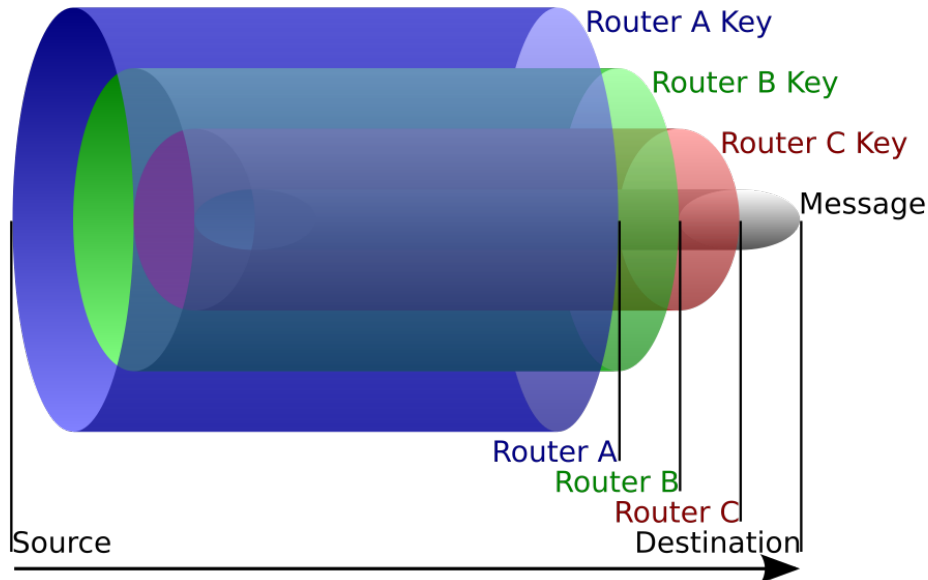 Router A Key
Router B Key
Router C Key
Message
Router A
Router B
Router C
Source
Destination